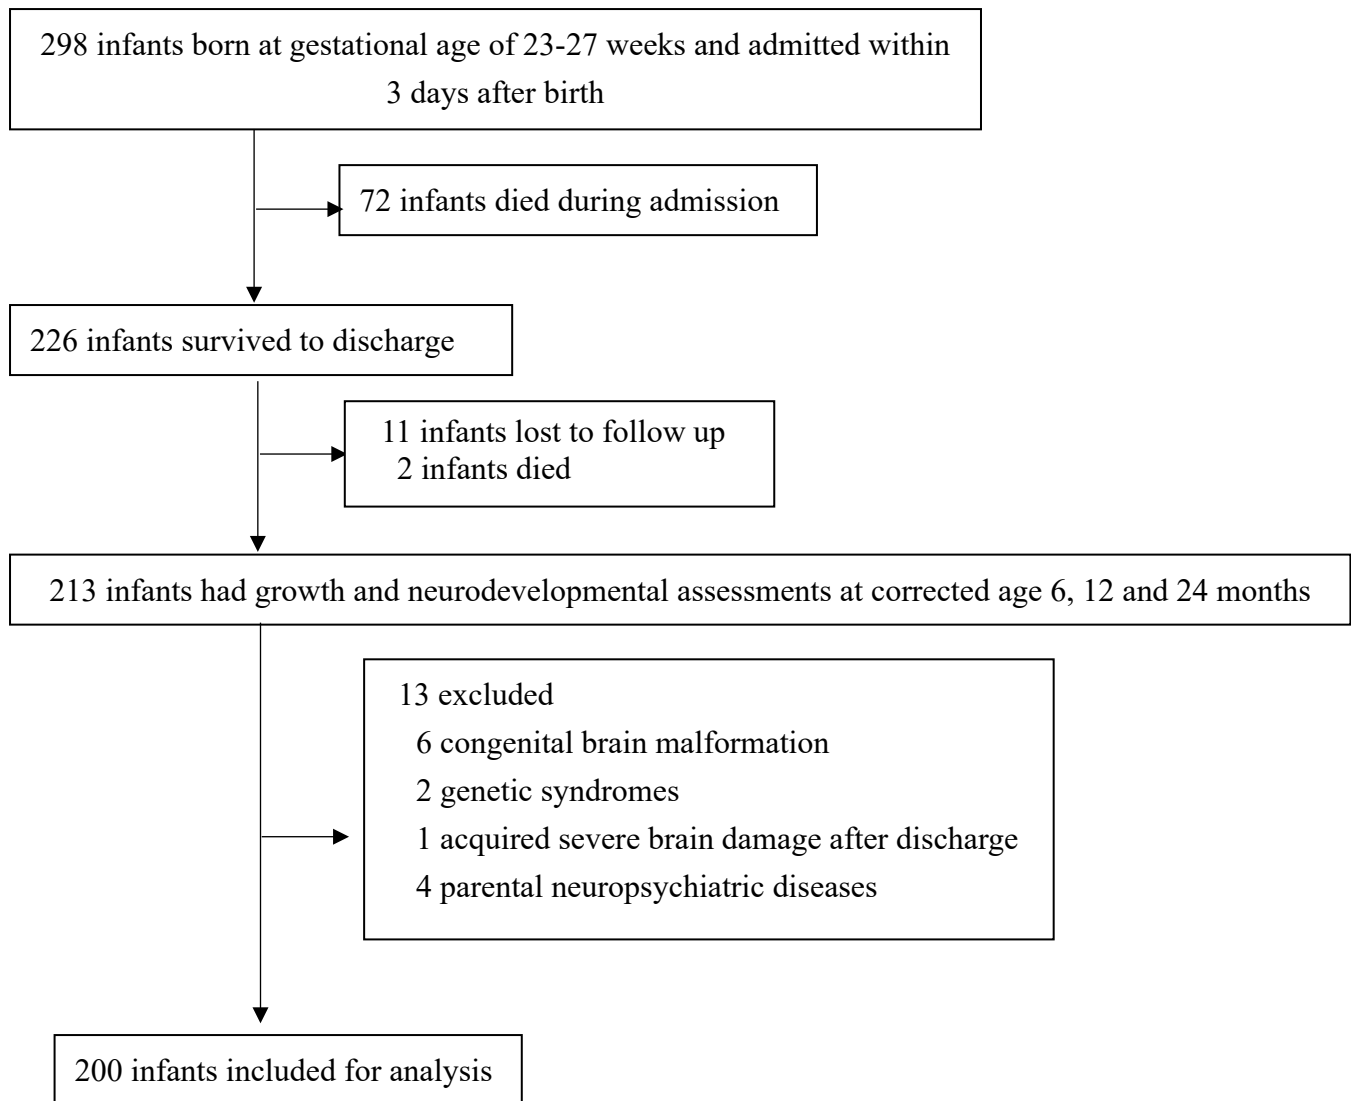 298 infants born at gestational age of 23-27 weeks and admitted within
3 days after birth
72 infants died during admission
226 infants survived to discharge
11 infants lost to follow up
2 infants died
213 infants had growth and neurodevelopmental assessments at corrected age 6, 12 and 24 months
13 excluded
6 congenital brain malformation
2 genetic syndromes
1 acquired severe brain damage after discharge
4 parental neuropsychiatric diseases
200 infants included for analysis